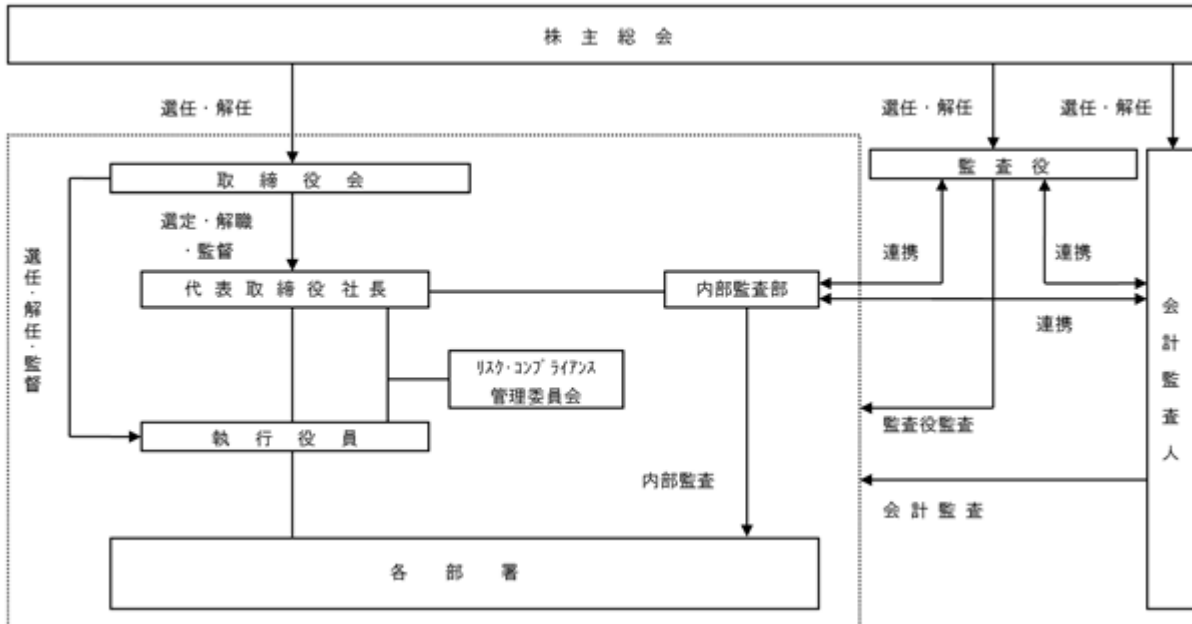 株主総会
選任・解任
選任・解任
選任・解任
取締役会
監査役
選定・解職
・監督
連携
連携
選任・解任・監督
代表取締役社長
内部監査部
連携
会計監査人
ﾘｽｸ・ｺﾝﾌﾟﾗｲｱﾝｽ
管理委員会
執行役員
監査役監査
内部監査
会計監査
各部署